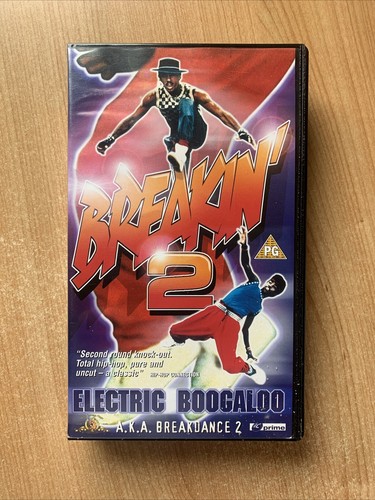 BREAKIN'
2
PG
"Second round knock-out.
Total hip-hop, pure and
uncut – a classic" HIP-HOP CONNECTION
ELECTRIC BOOGALOO
A.K.A. BREAKDANCE 2
prime